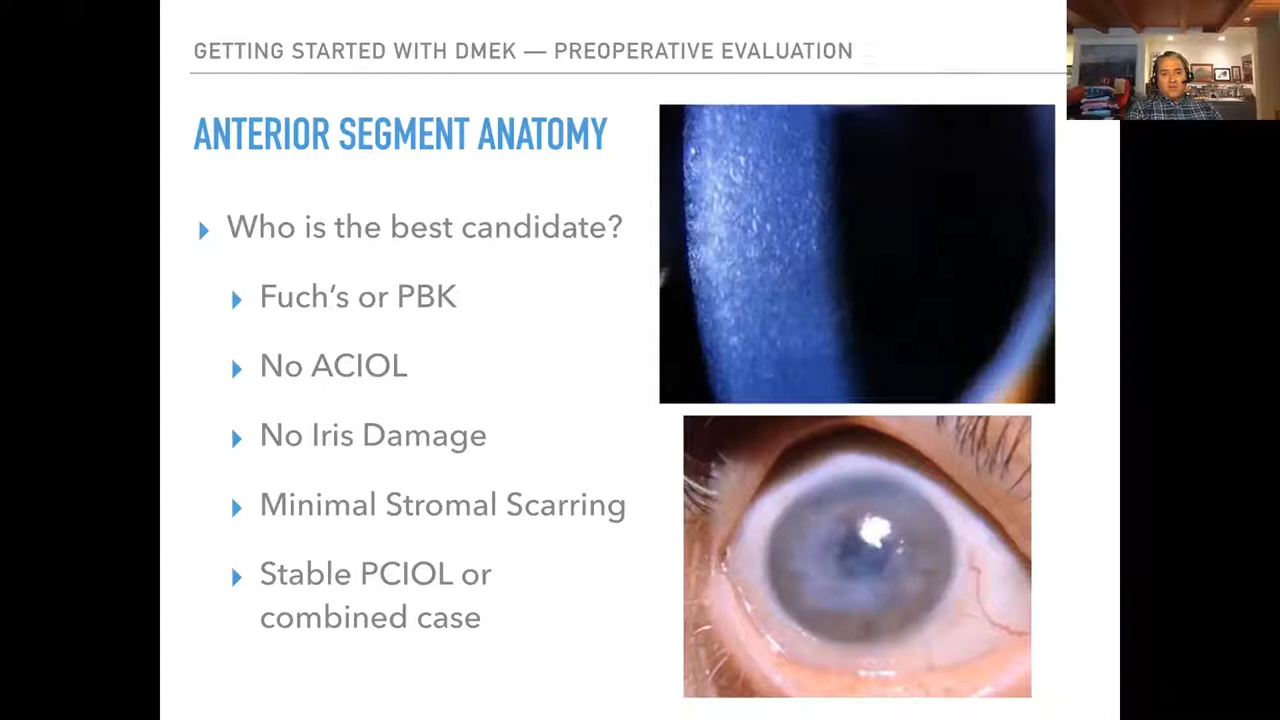 GETTING STARTED WITH DMEK — PREOPERATIVE EVALUATION
ANTERIOR SEGMENT ANATOMY
Who is the best candidate?
Fuch's or PBK
No ACIOL
No Iris Damage
Minimal Stromal Scarring
Stable PCIOL or
combined case